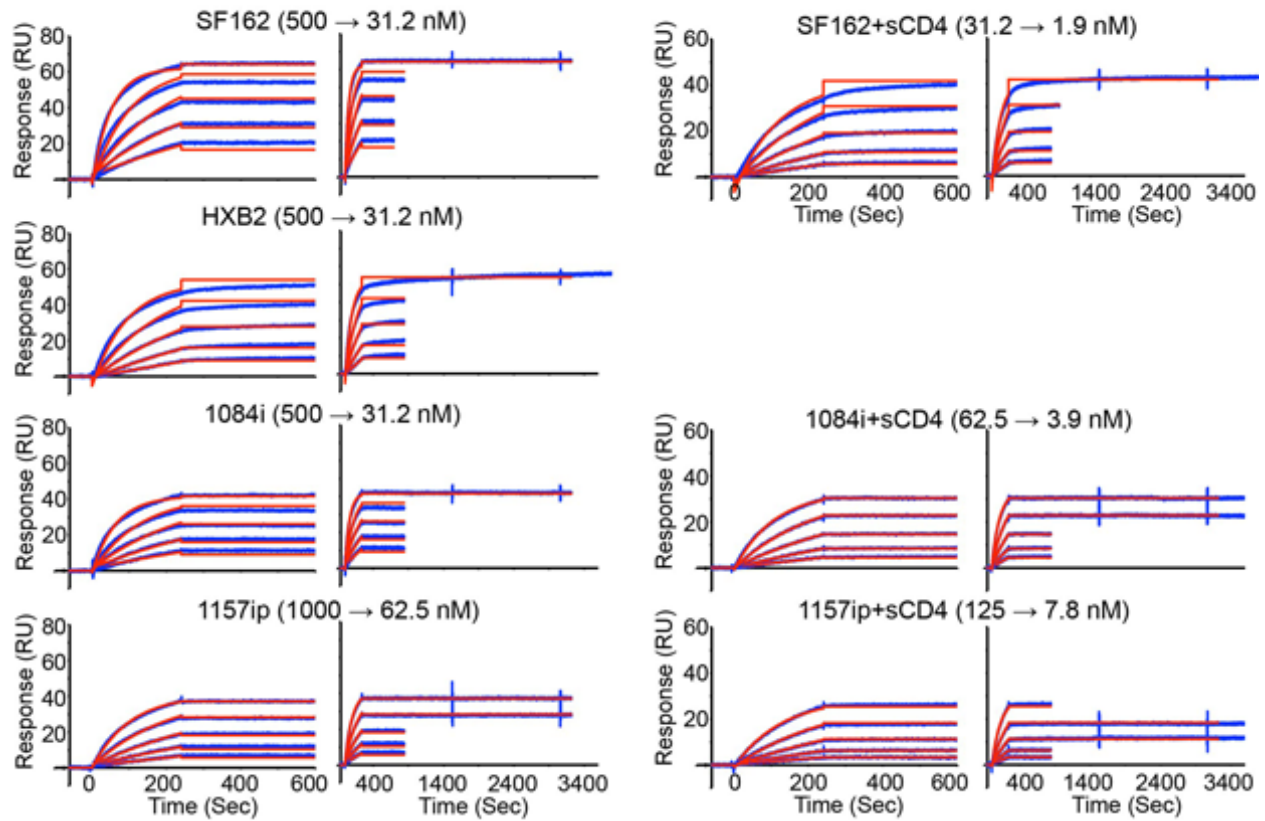 SF162 (500 → 31.2 nM)
Response (RU)
80
60
40
20
SF162+sCD4 (31.2 → 1.9 nM)
Response (RU)
60
40
20
0 200 400 600
400 1400 2400 3400
Time (Sec) Time (Sec)
HXB2 (500 → 31.2 nM)
Response (RU)
80
60
40
20
1084i (500 → 31.2 nM)
Response (RU)
80
60
40
20
1084i+sCD4 (62.5 → 3.9 nM)
Response (RU)
60
40
20
1157ip (1000 → 62.5 nM)
Response (RU)
80
60
40
20
0 200 400 600
400 1400 2400 3400
Time (Sec) Time (Sec)
1157ip+sCD4 (125 → 7.8 nM)
Response (RU)
60
40
20
0 200 400 600
400 1400 2400 3400
Time (Sec) Time (Sec)